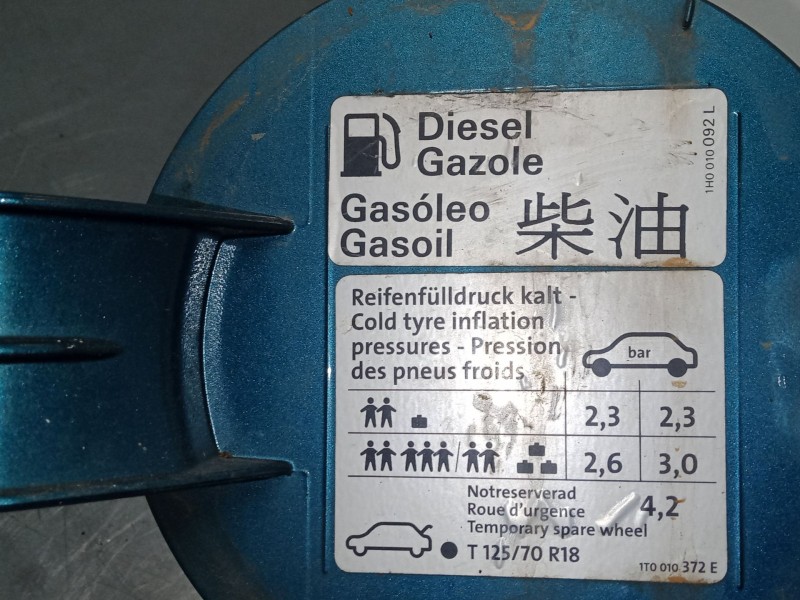 Diesel
Gazole
Gasóleo
Gasoil
柴油
1H0 010 092 L
Reifenfülldruck kalt -
Cold tyre inflation
pressures - Pression
des pneus froids
bar
2,3 2,3
2,6 3,0
Notreserverad
Roue d'urgence
Temporary spare wheel
4,2
T 125/70 R18
1T0 010 372 E